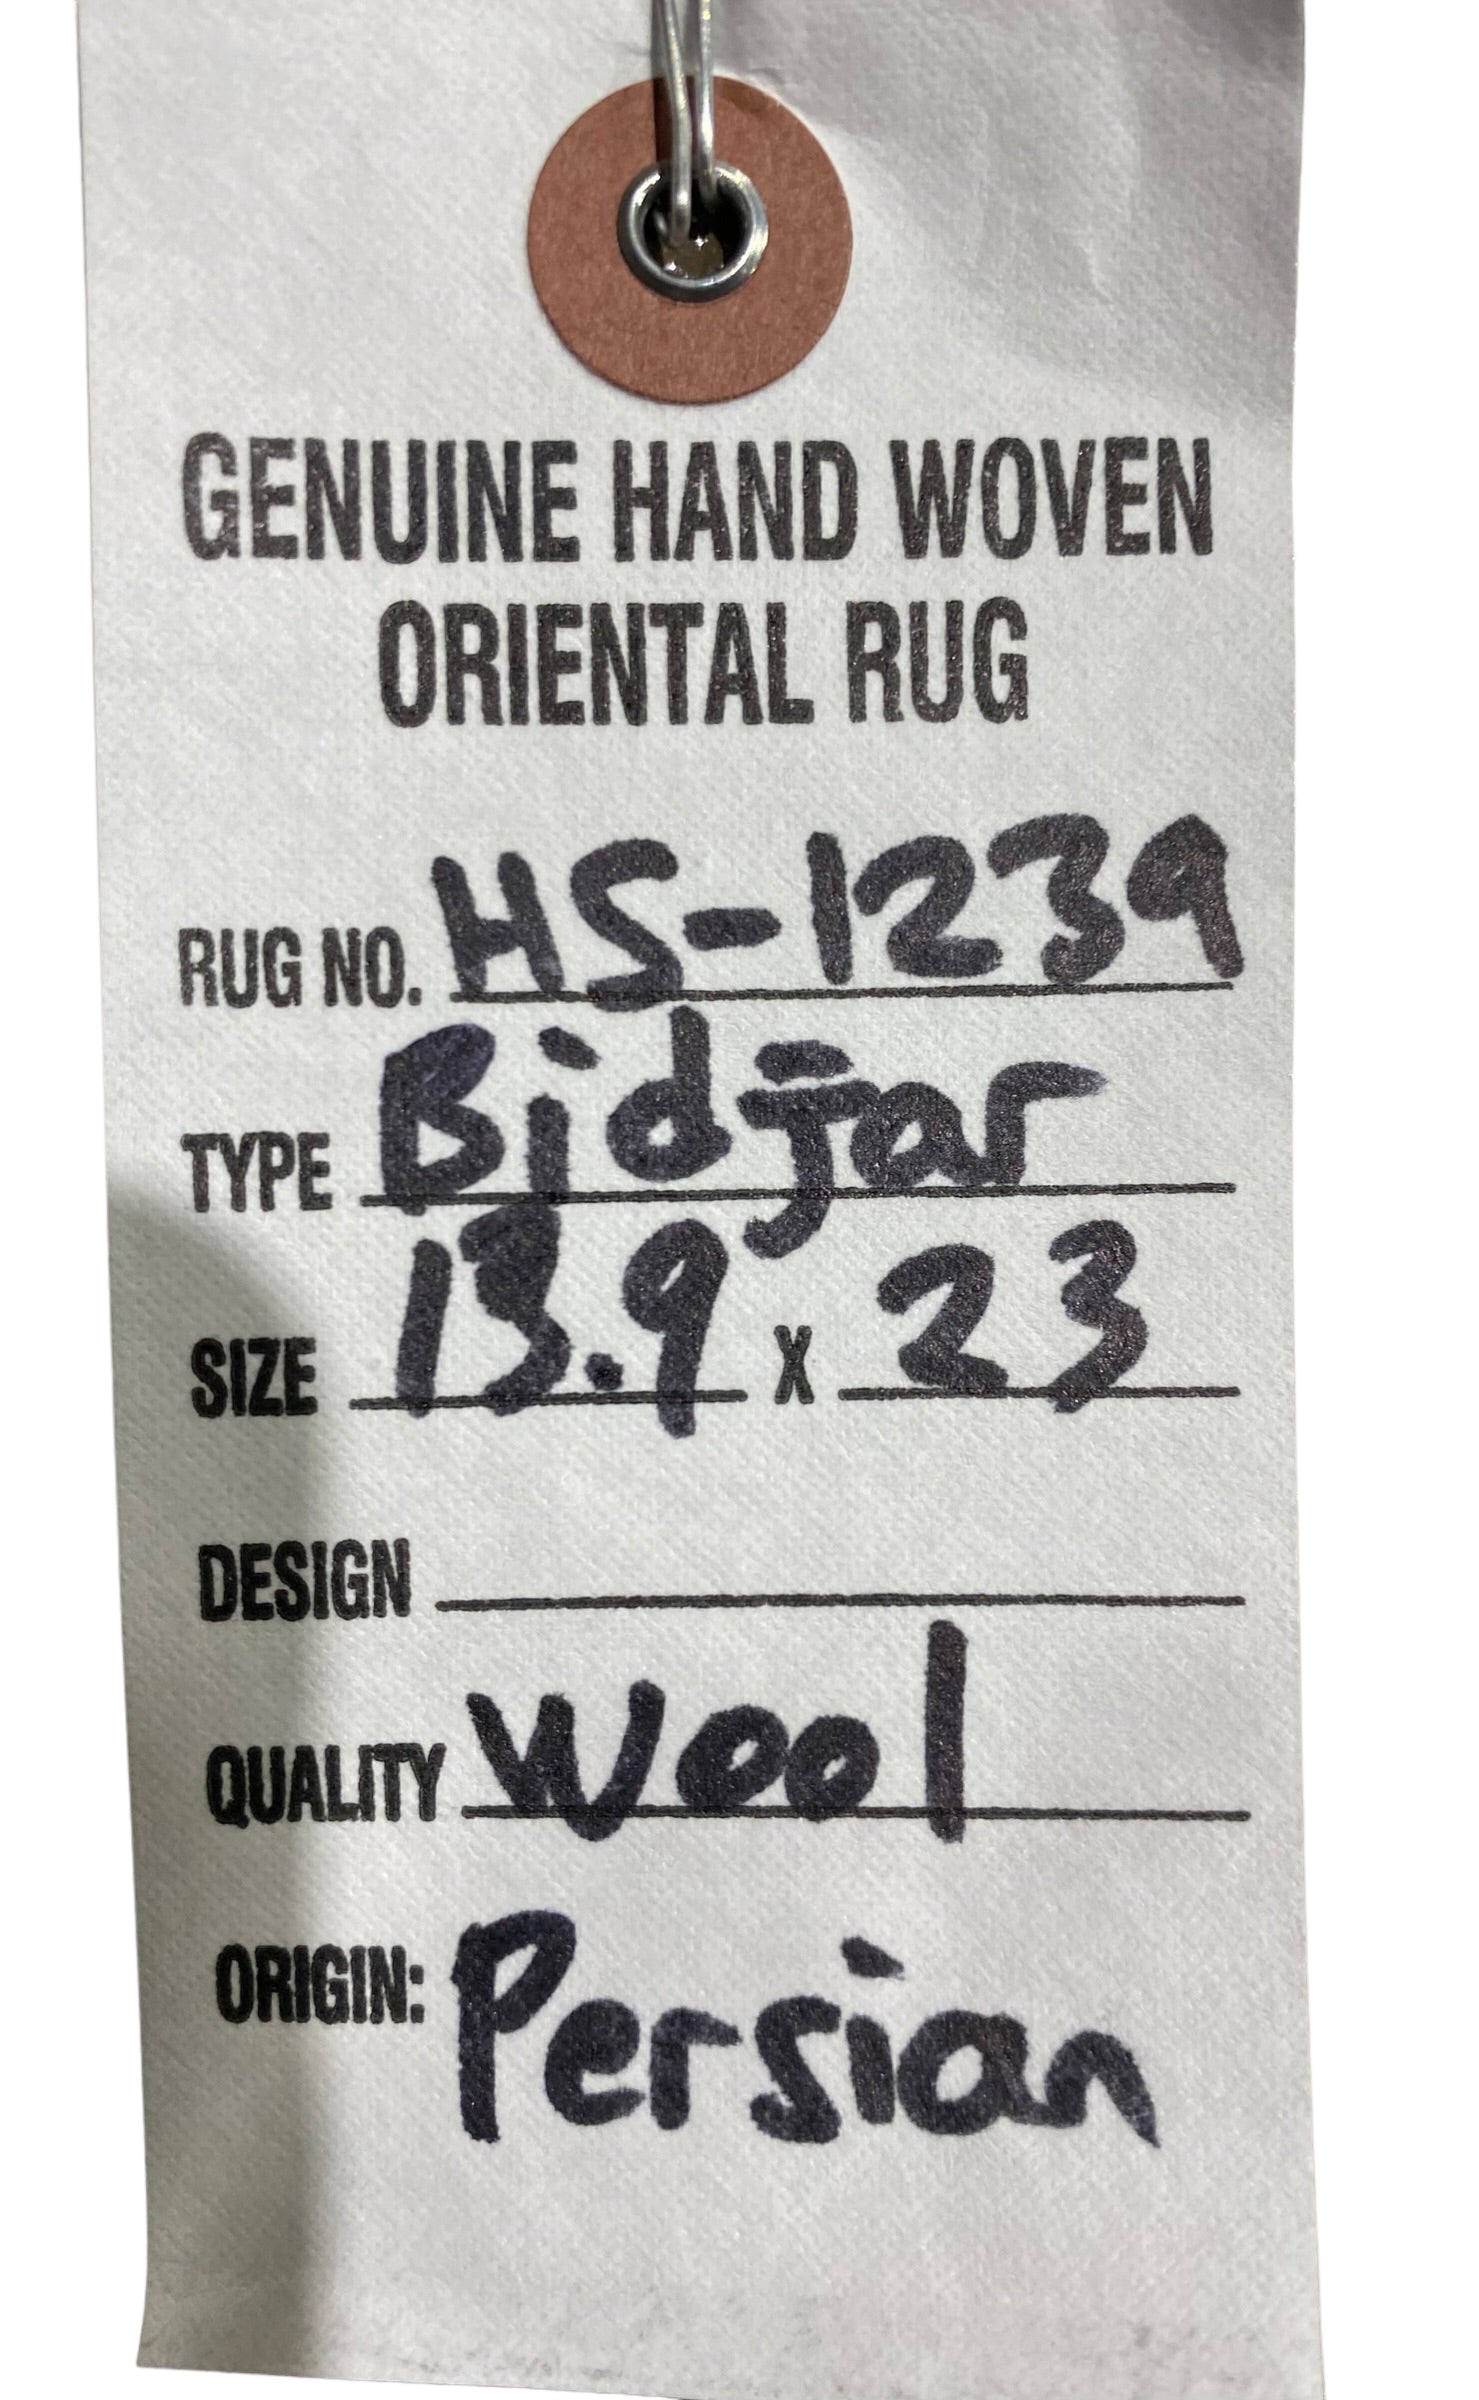 GENUINE HAND WOVEN
ORIENTAL RUG
RUG NO. HS-1239
TYPE Bidjar
SIZE 13.9 X 23
DESIGN
QUALITY Wool
ORIGIN: Persian